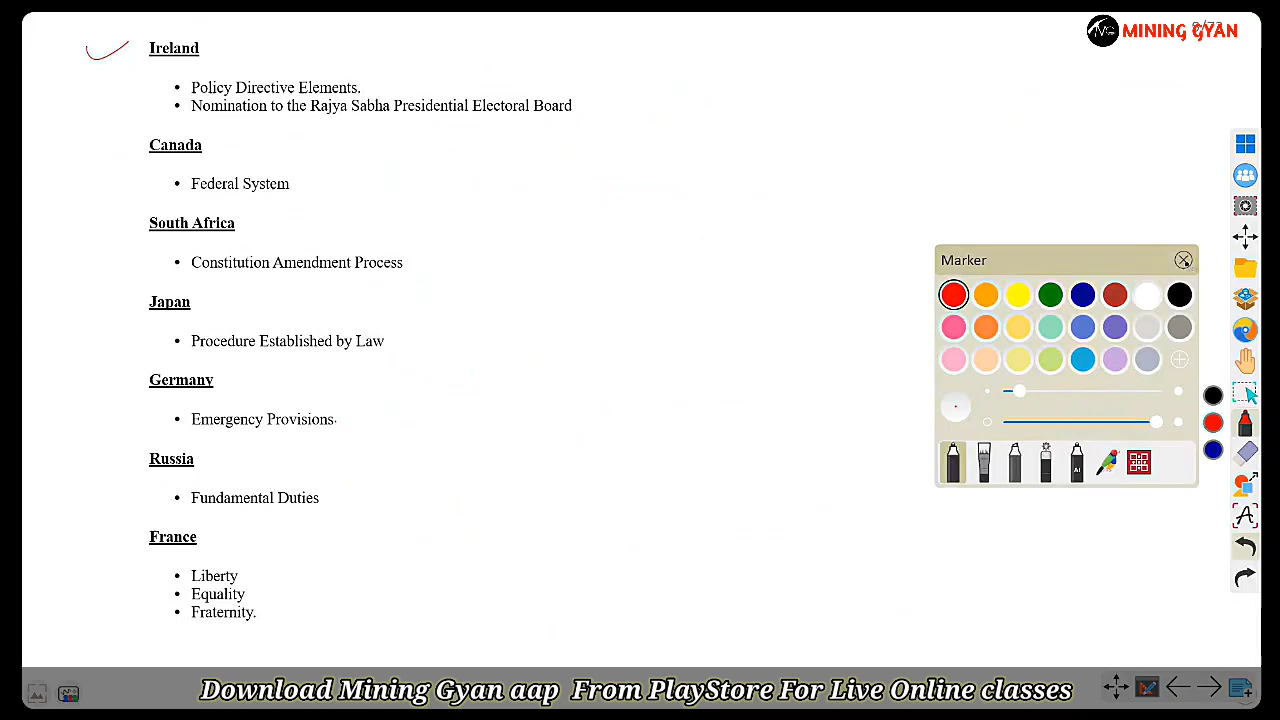 MINING GYAN
Ireland
• Policy Directive Elements.
• Nomination to the Rajya Sabha Presidential Electoral Board
Canada
• Federal System
South Africa
• Constitution Amendment Process
Japan
• Procedure Established by Law
Germany
• Emergency Provisions.
Russia
• Fundamental Duties
France
• Liberty
• Equality
• Fraternity.
Marker
AI
Download Mining Gyan aap From PlayStore For Live Online classes